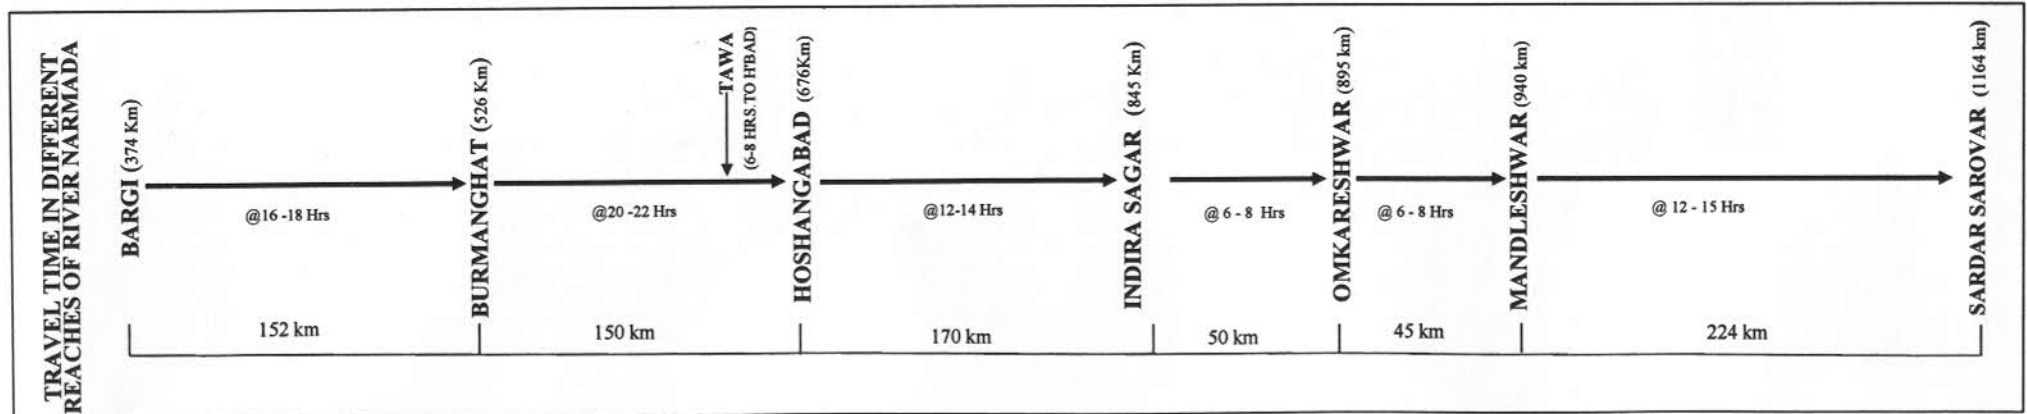 TRAVEL TIME IN DIFFERENT
REACHES OF RIVER NARMADA
BARGI (374 Km)
@16 -18 Hrs
BURMANGHAT (526 Km)
@20 -22 Hrs
TAWA
(6-8 HRS.TO H'BAD)
HOSHANGABAD (676Km)
@12-14 Hrs
INDIRA SAGAR (845 Km)
@ 6 - 8 Hrs
OMKARESHWAR (895 km)
@ 6 - 8 Hrs
MANDLESHWAR (940 km)
@ 12 - 15 Hrs
SARDAR SAROVAR (1164 km)
152 km
150 km
170 km
50 km
45 km
224 km